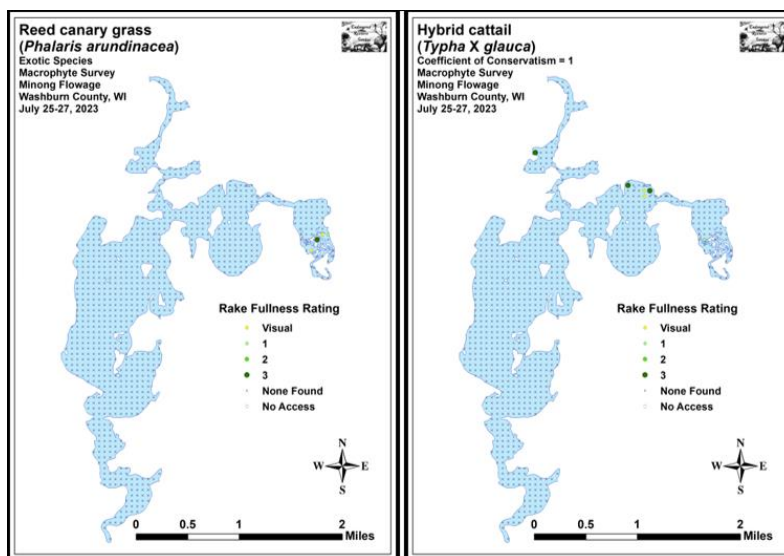 Reed canary grass
(Phalaris arundinacea)
Exotic Species
Macrophyte Survey
Minong Flowage
Washburn County, WI
July 25-27, 2023
Rake Fullness Rating
Visual
1
2
3
None Found
No Access
N
W E
S
0 0.5 1 2
Miles
Hybrid cattail
(Typha X glauca)
Coefficient of Conservatism = 1
Macrophyte Survey
Minong Flowage
Washburn County, WI
July 25-27, 2023
Rake Fullness Rating
Visual
1
2
3
None Found
No Access
N
W E
S
0 0.5 1 2
Miles